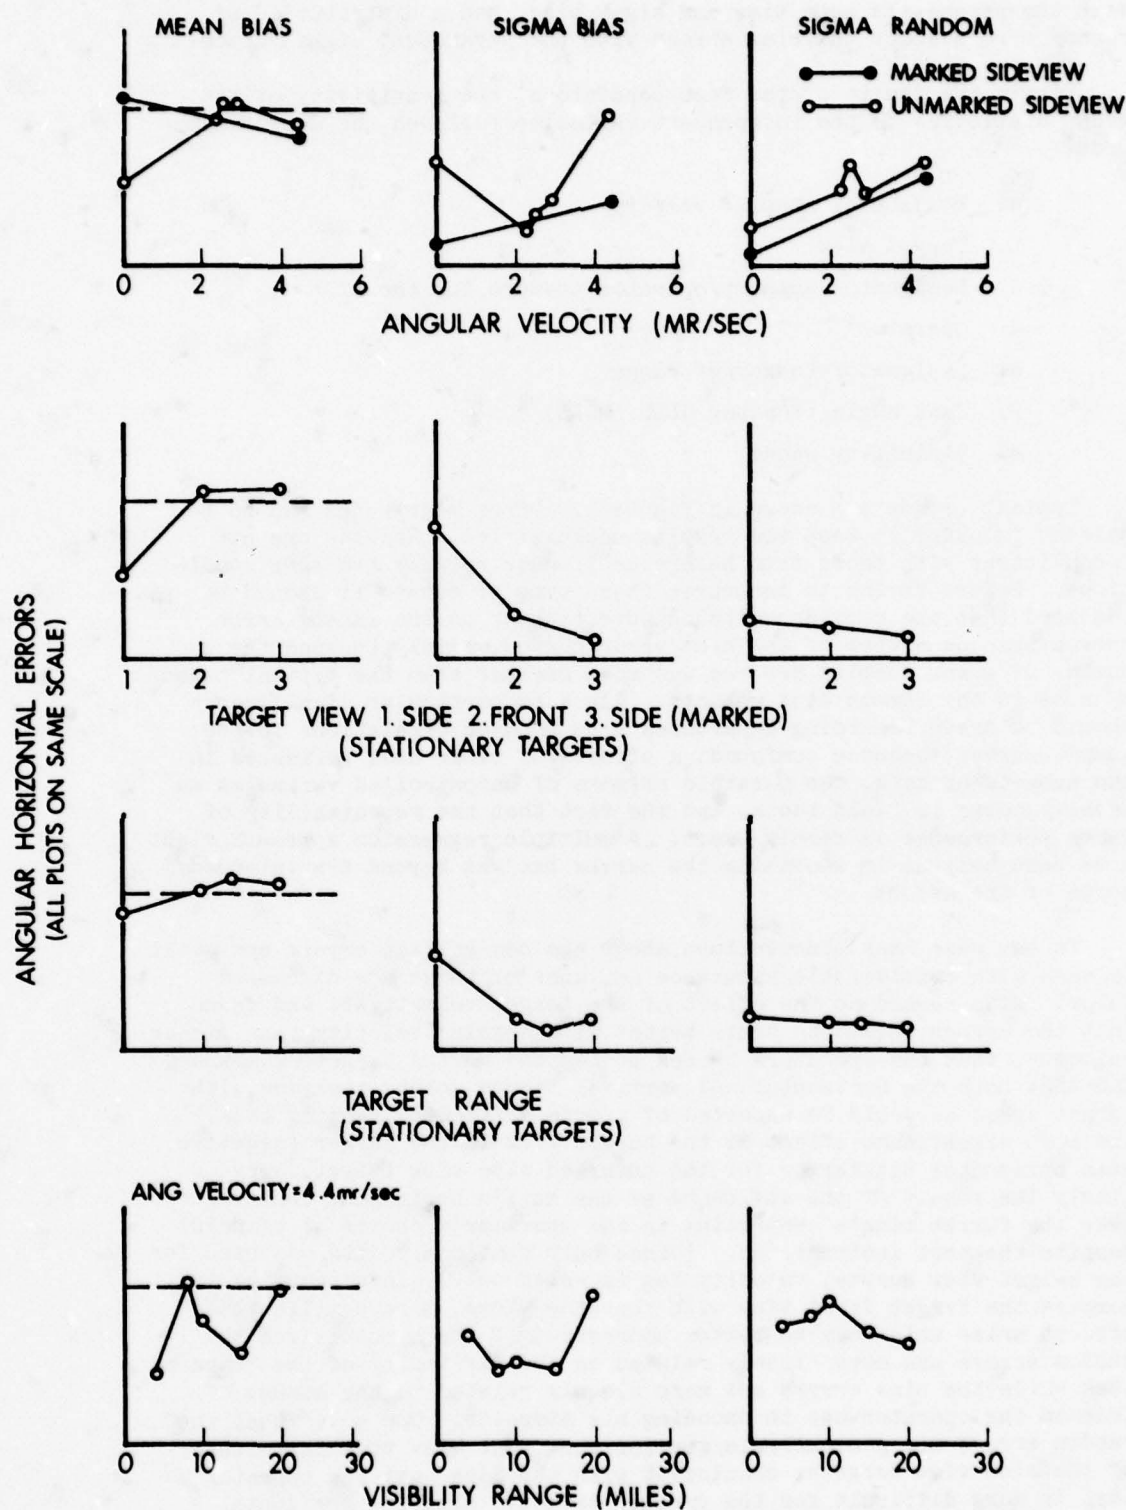 MEAN BIAS SIGMA BIAS SIGMA RANDOM
MARKED SIDEVIEW
UNMARKED SIDEVIEW
0 2 4 6 0 2 4 6 0 2 4 6
ANGULAR VELOCITY (MR/SEC)
1 2 3 1 2 3 1 2 3
TARGET VIEW 1. SIDE 2. FRONT 3. SIDE (MARKED)
(STATIONARY TARGETS)
ANGULAR HORIZONTAL ERRORS
(ALL PLOTS ON SAME SCALE)
TARGET RANGE
(STATIONARY TARGETS)
ANG VELOCITY=4.4mr/sec
0 10 20 30 0 10 20 30 0 10 20 30
VISIBILITY RANGE (MILES)